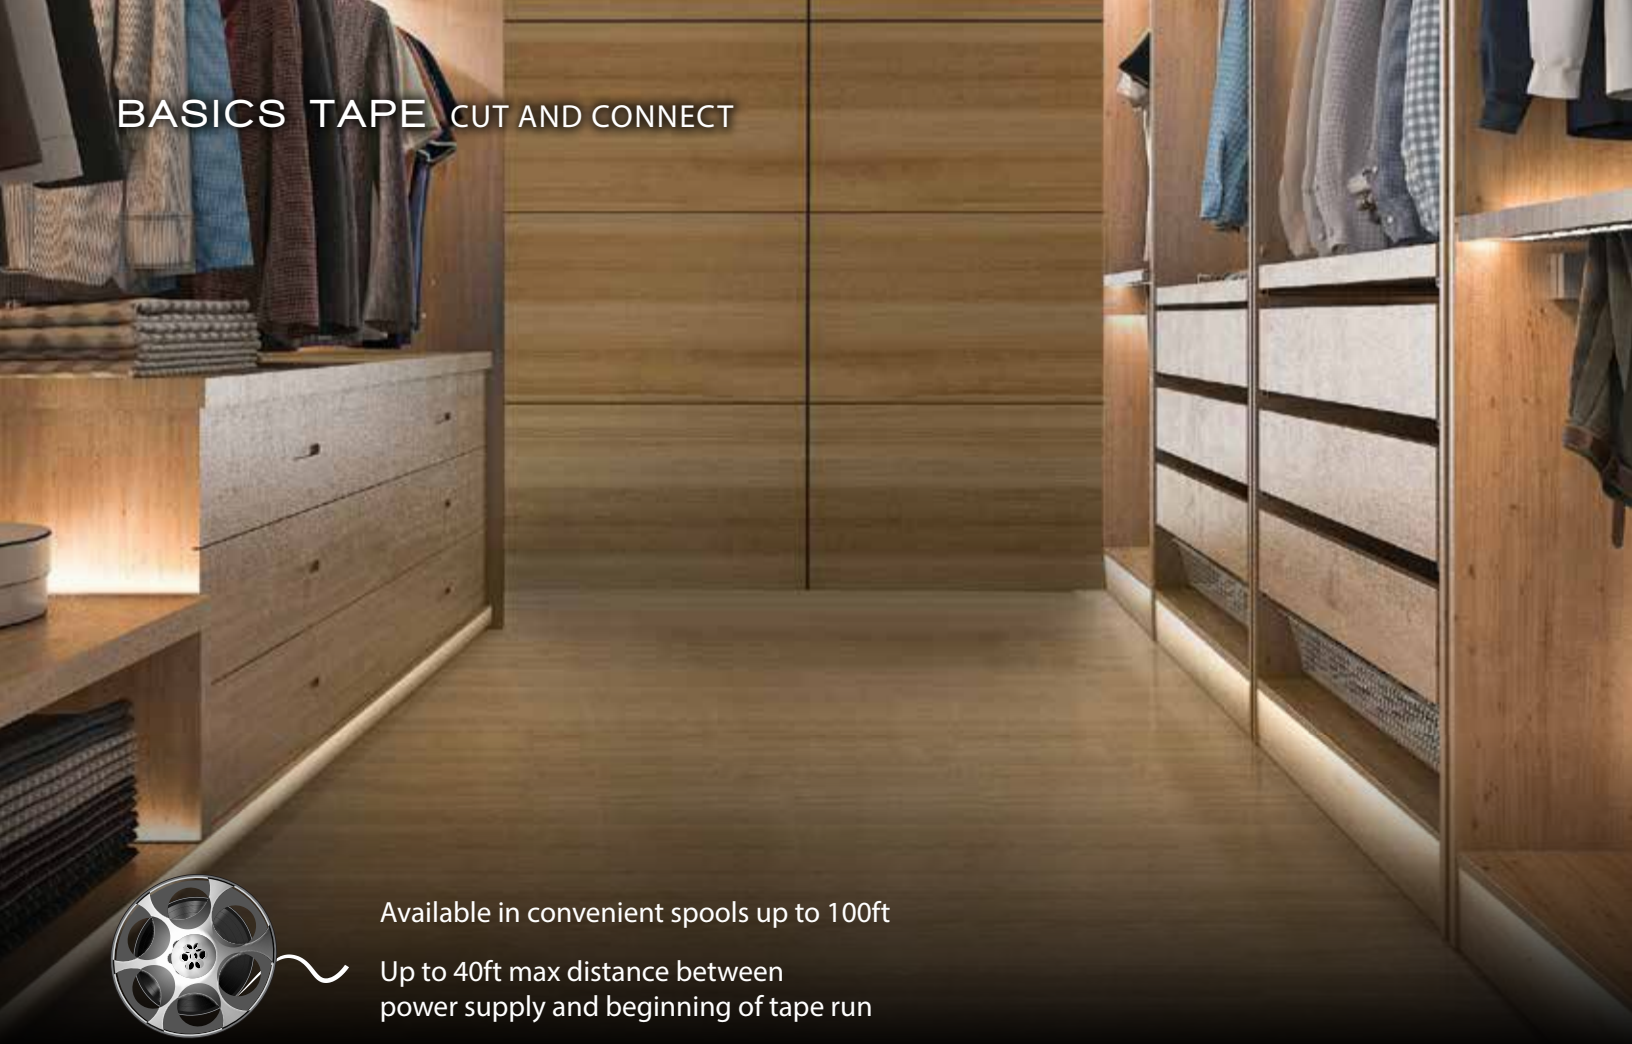 BASICS TAPE CUT AND CONNECT
Available in convenient spools up to 100ft
Up to 40ft max distance between
power supply and beginning of tape run